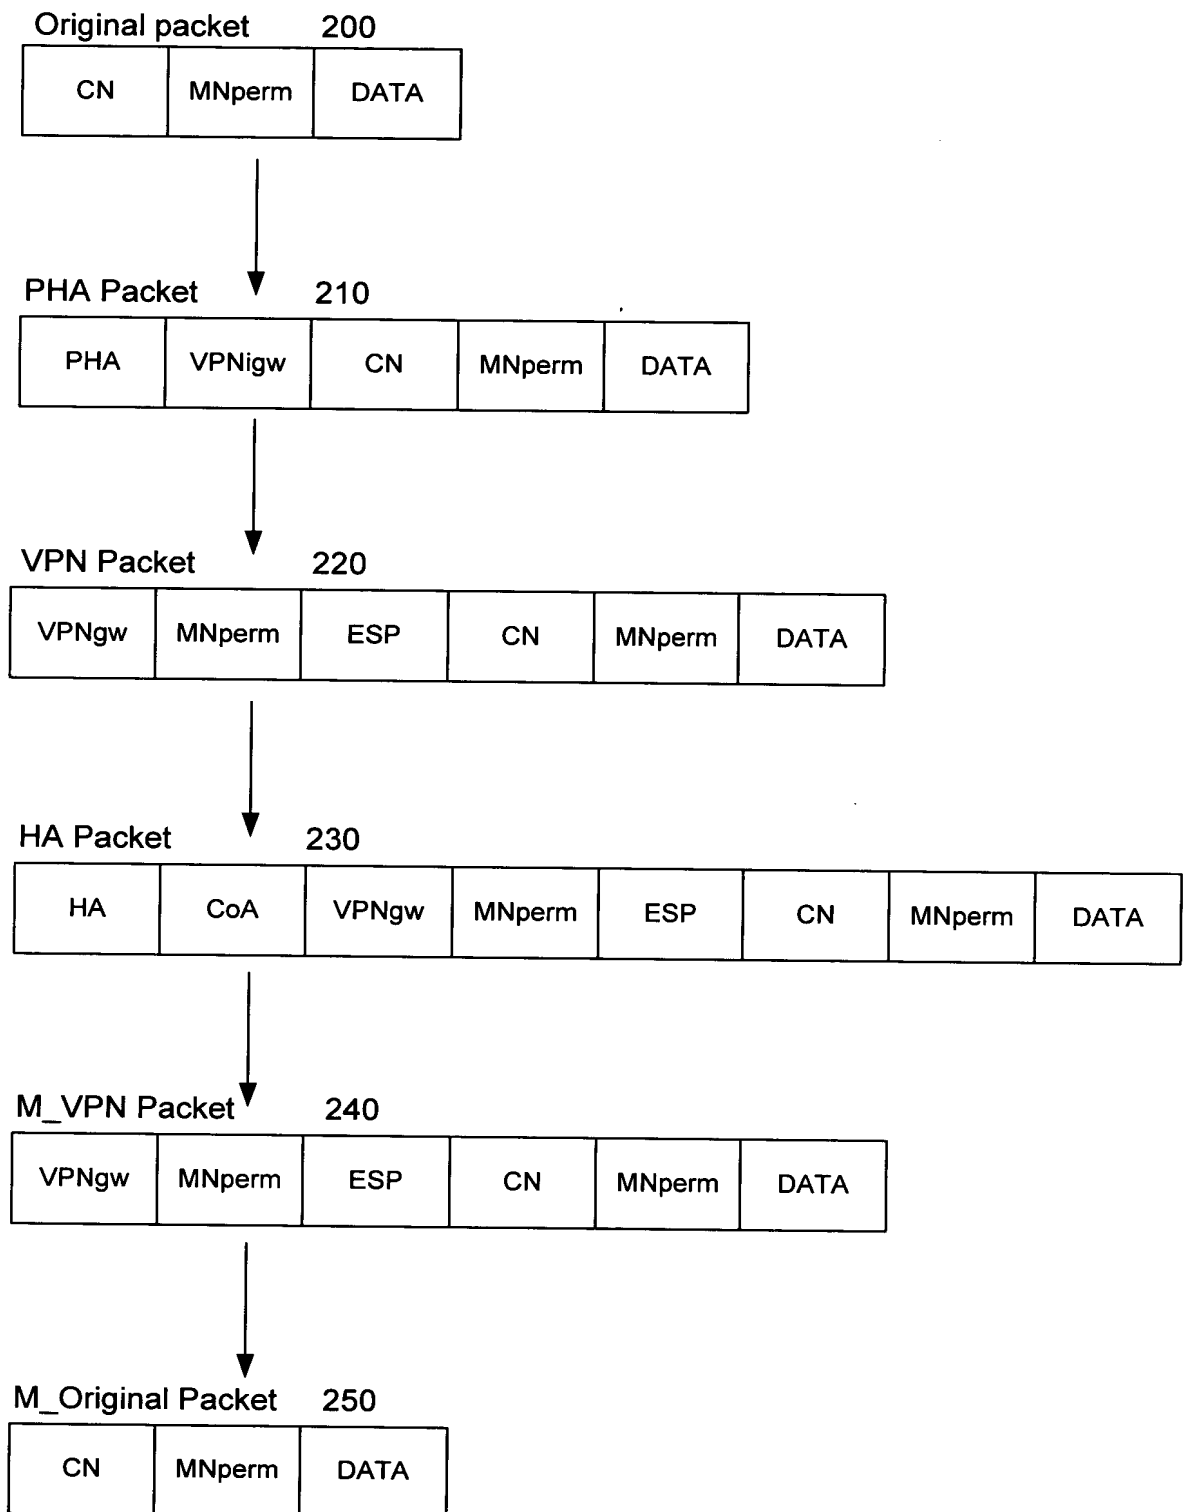 Original packet 200
CN MNperm DATA
PHA Packet 210
PHA VPNigw CN MNperm DATA
VPN Packet 220
VPNgw MNperm ESP CN MNperm DATA
HA Packet 230
HA CoA VPNgw MNperm ESP CN MNperm DATA
M_VPN Packet 240
VPNgw MNperm ESP CN MNperm DATA
M_Original Packet 250
CN MNperm DATA